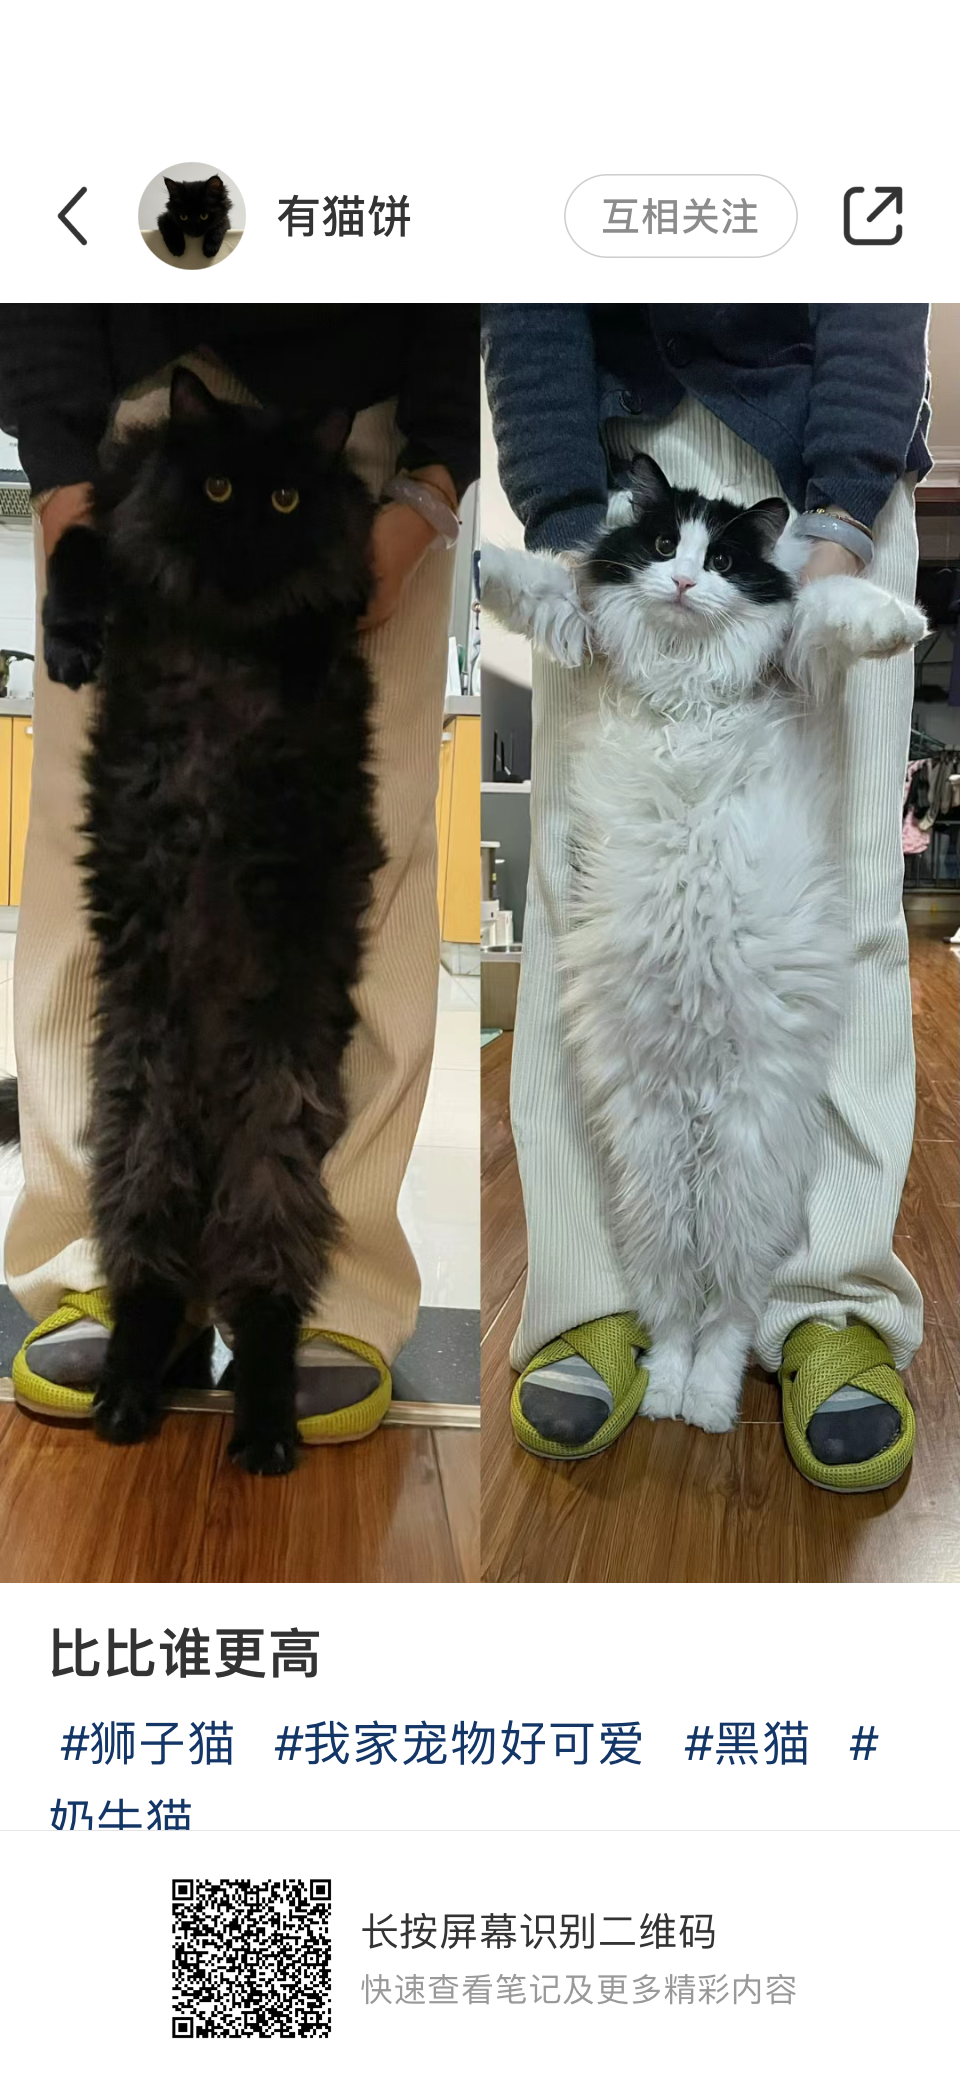 有猫饼
互相关注
比比谁更高
#狮子猫 #我家宠物好可爱 #黑猫 #
奶牛猫
长按屏幕识别二维码
快速查看笔记及更多精彩内容